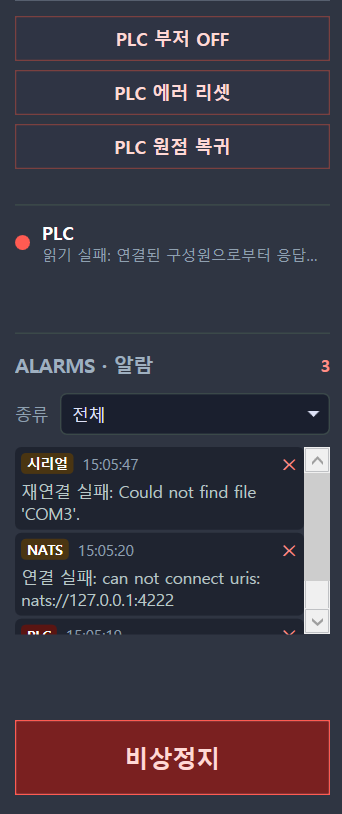 PLC 부저 OFF
PLC 에러 리셋
PLC 원점 복귀
PLC
읽기 실패: 연결된 구성원으로부터 응답...
ALARMS · 알람
3
종류
전체
시리얼 15:05:47
재연결 실패: Could not find file
'COM3'.
NATS 15:05:20
연결 실패: can not connect uris:
nats://127.0.0.1:4222
PLC 15:05:19
비상정지